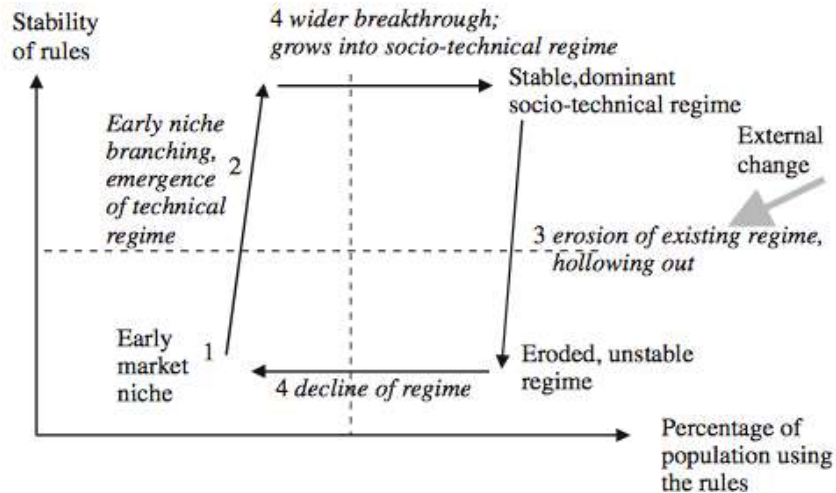 Stability
of rules
4 wider breakthrough;
grows into socio-technical regime
Stable,dominant
socio-technical regime
Early niche
branching,
emergence
of technical
regime
2
External
change
3 erosion of existing regime,
hollowing out
Early
market
niche
1
4 decline of regime
Eroded, unstable
regime
Percentage of
population using
the rules